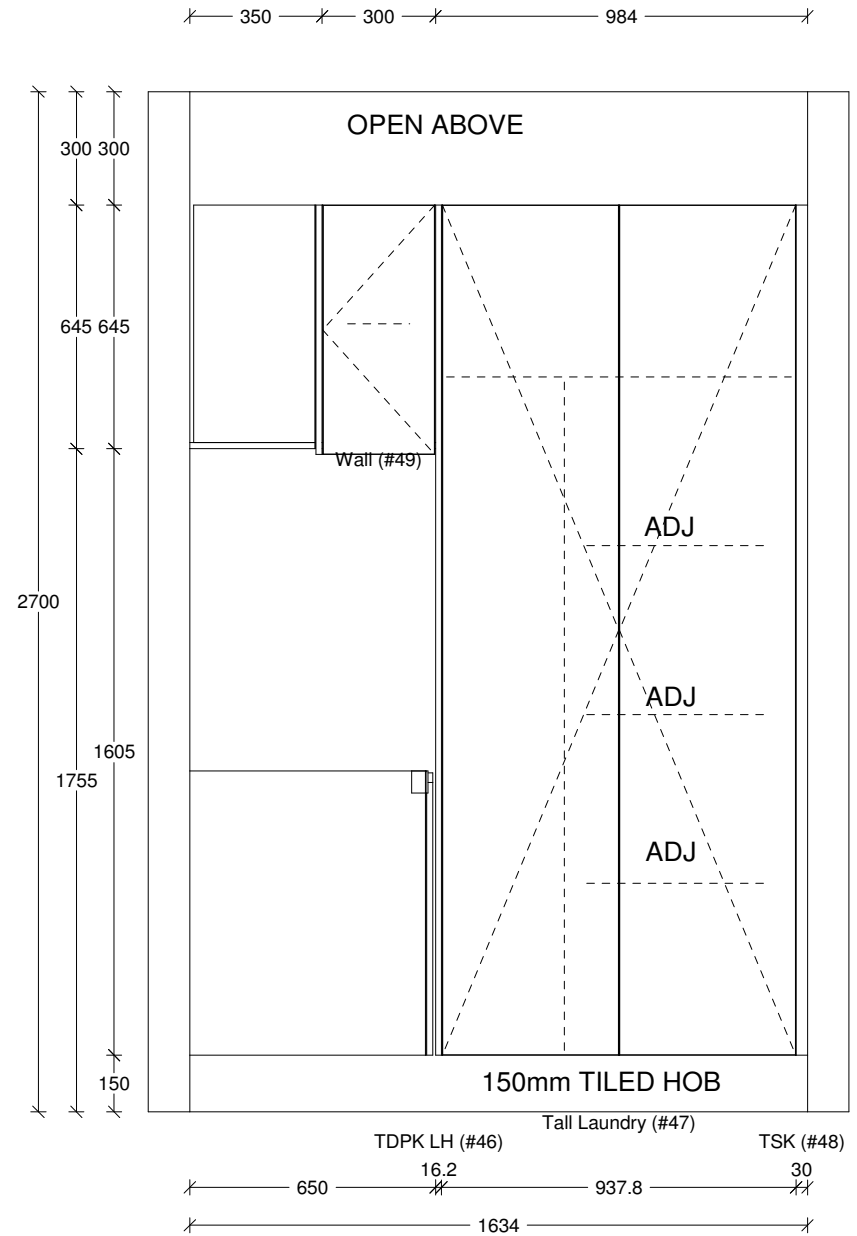 350 300 984
OPEN ABOVE
300 300
645 645
Wall (#49)
ADJ
2700
ADJ
1605
1755
ADJ
150
150mm TILED HOB
Tall Laundry (#47)
TDPK LH (#46) TSK (#48)
16.2 30
650 937.8
1634